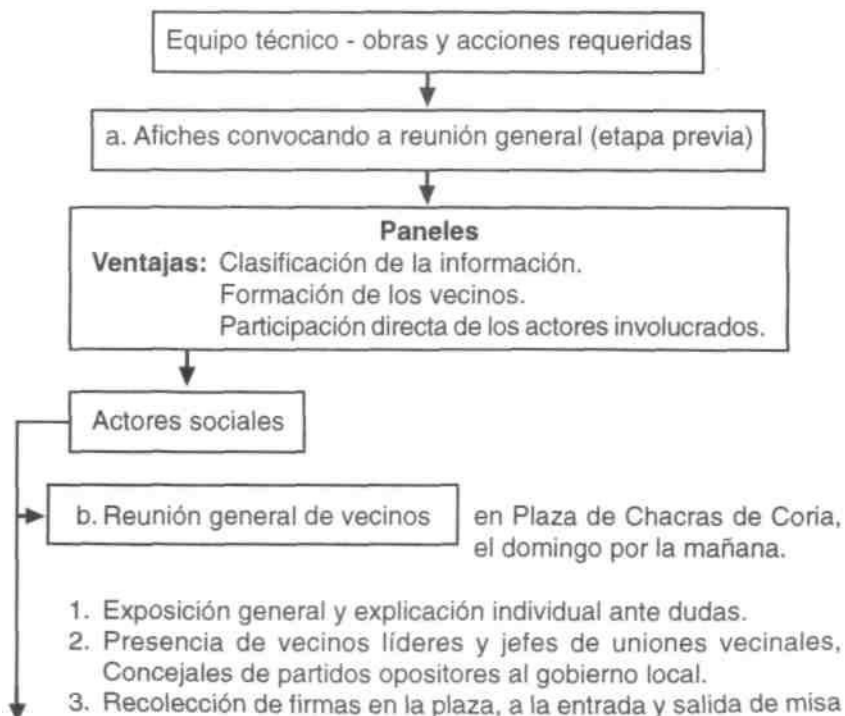 Equipo técnico - obras y acciones requeridas
a. Afiches convocando a reunión general (etapa previa)
Paneles
Ventajas: Clasificación de la información.
Formación de los vecinos.
Participación directa de los actores involucrados.
Actores sociales
b. Reunión general de vecinos
en Plaza de Chacras de Coria,
el domingo por la mañana.
1. Exposición general y explicación individual ante dudas.
2. Presencia de vecinos líderes y jefes de uniones vecinales,
Concejales de partidos opositores al gobierno local.
3. Recolección de firmas en la plaza, a la entrada y salida de misa